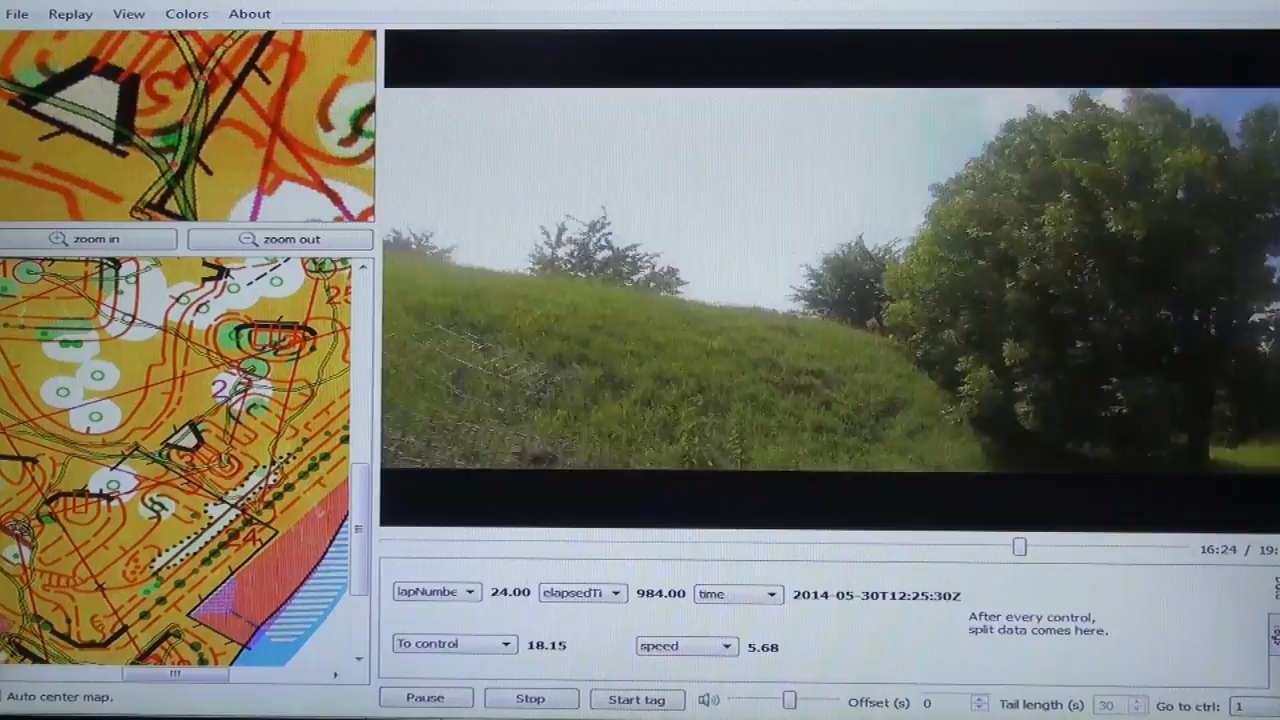 File Replay View Colors About
zoom in zoom out
24
16:24 / 19:
lapNumbe 24.00 elapsedTi 984.00 time 2014-05-30T12:25:30Z
After every control,
split data comes here.
To control 18.15 speed 5.68
Auto center map.
Pause Stop Start tag Offset (s) 0 Tail length (s) 30 Go to ctrl: 1